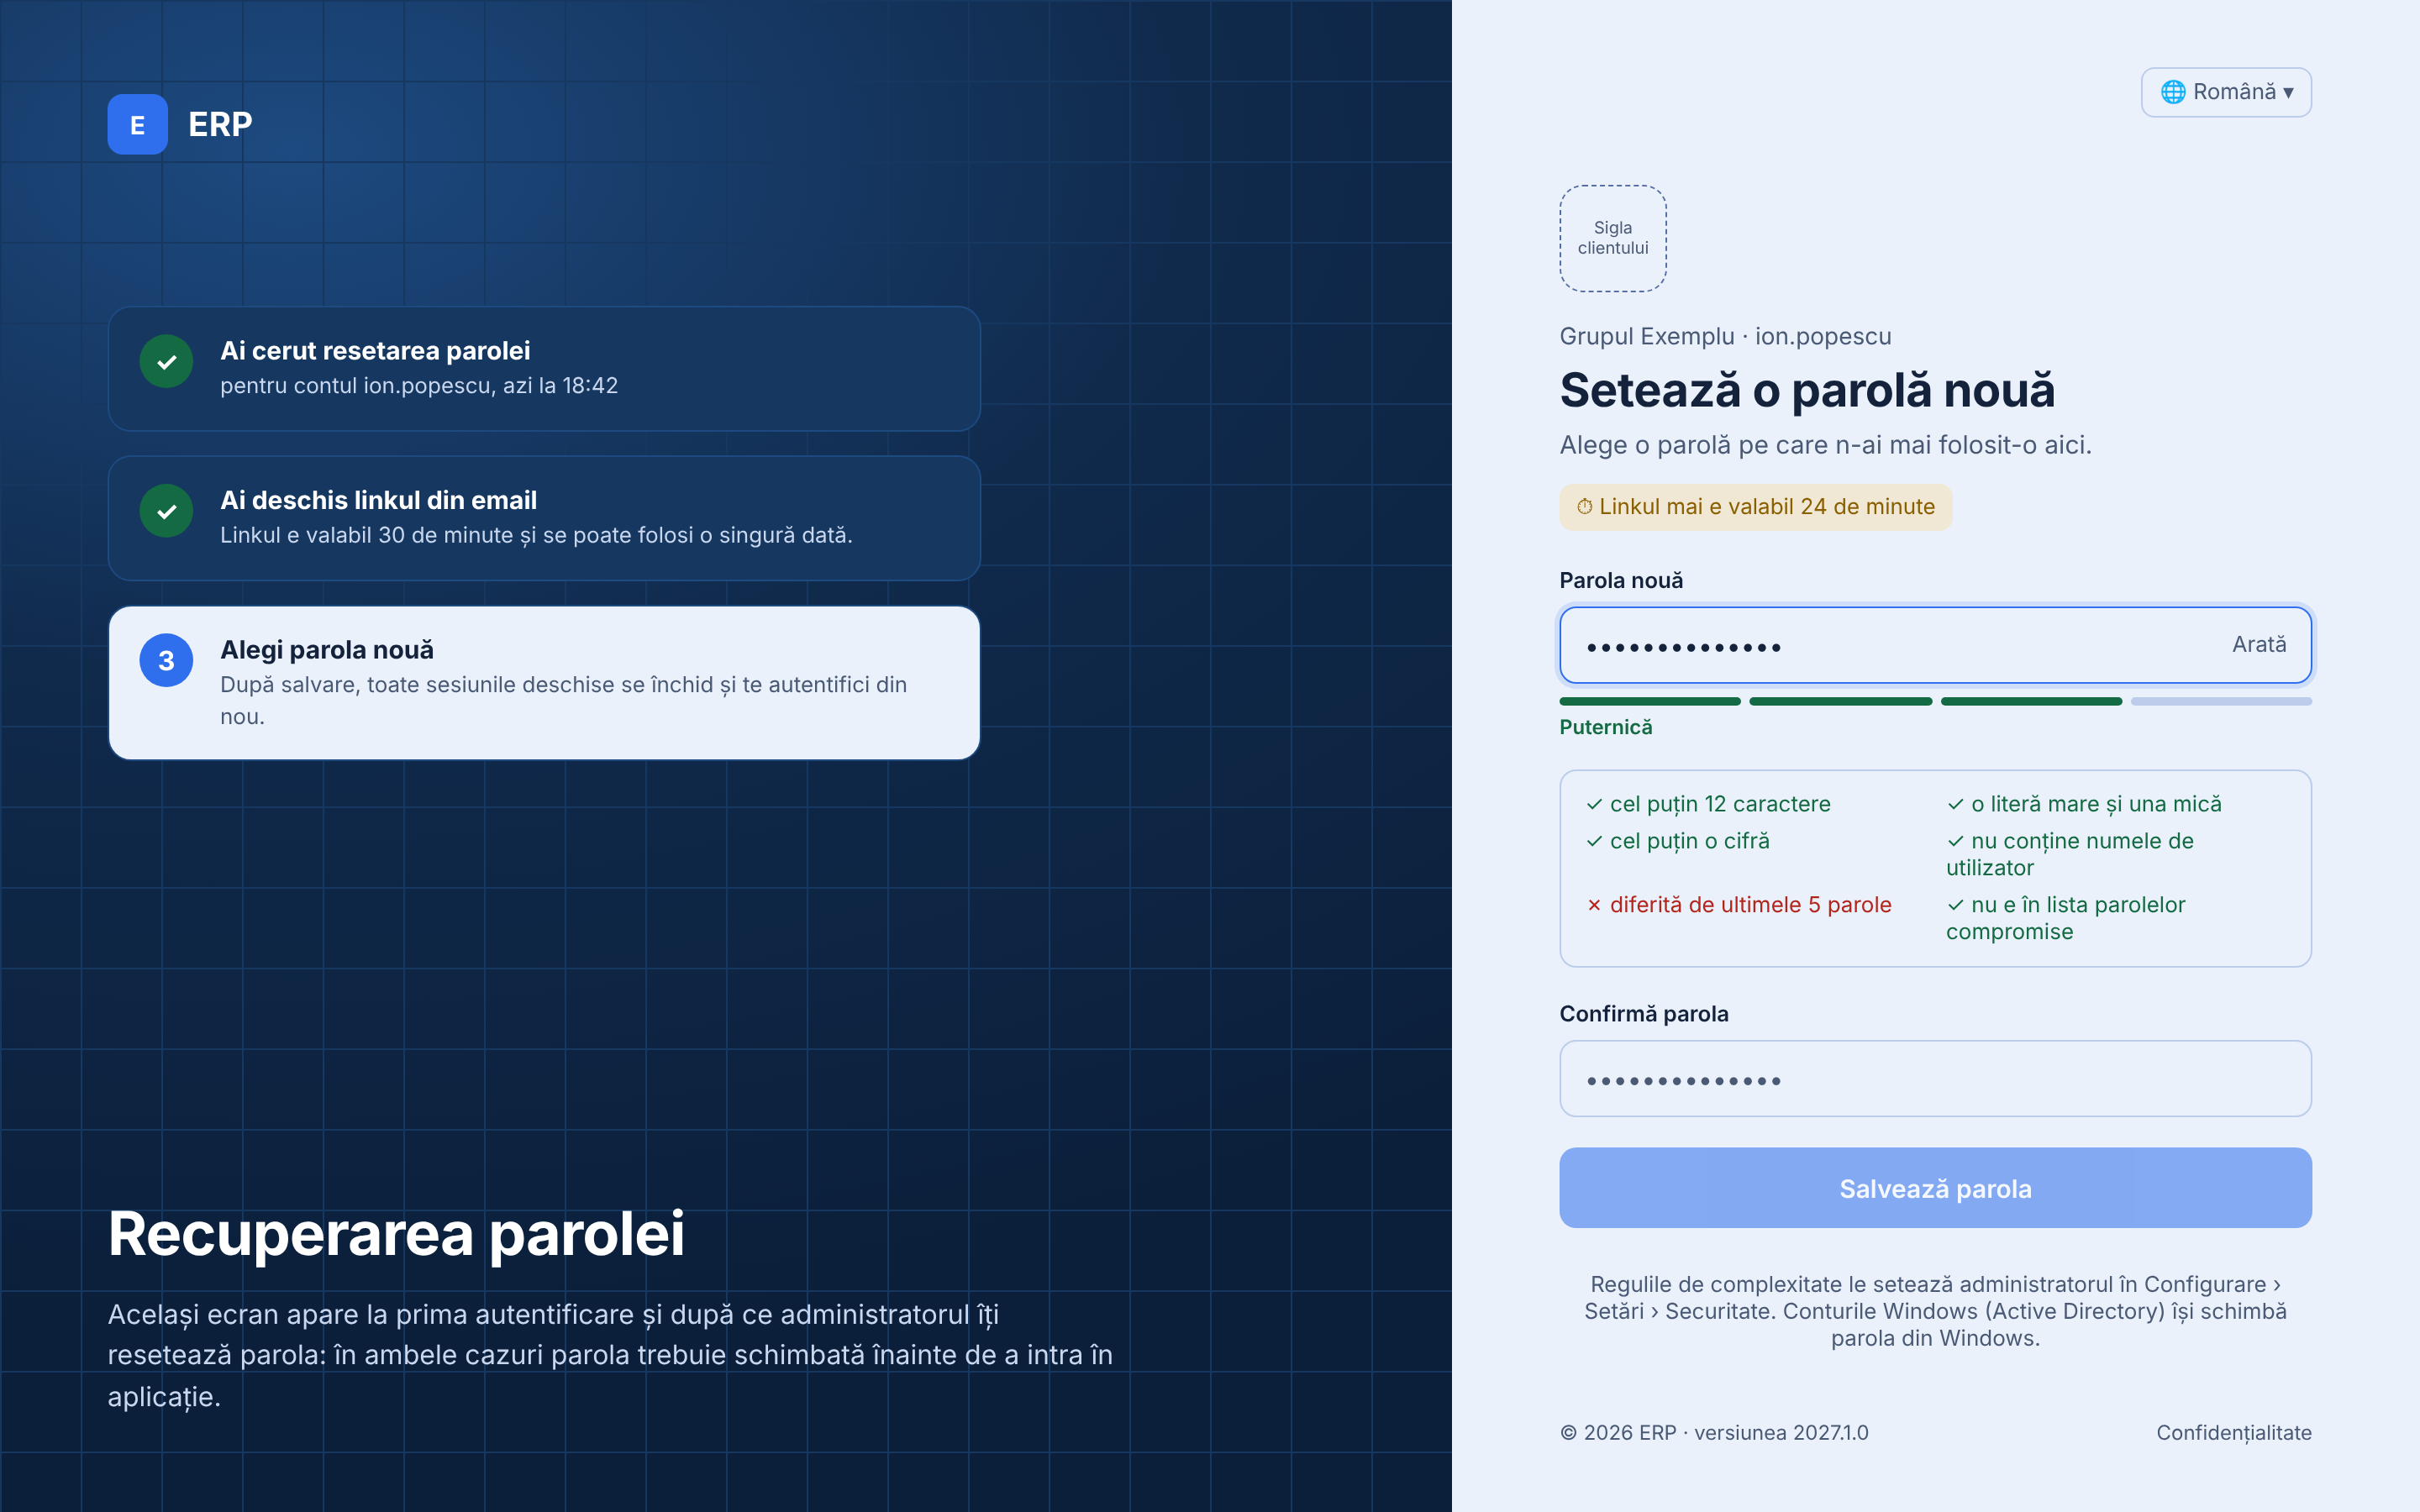 E
ERP
Ai cerut resetarea parolei
pentru contul ion.popescu, azi la 18:42
Ai deschis linkul din email
Linkul e valabil 30 de minute și se poate folosi o singură dată.
3
Alegi parola nouă
După salvare, toate sesiunile deschise se închid și te autentifici din
nou.
Recuperarea parolei
Același ecran apare la prima autentificare și după ce administratorul îți
resetează parola: în ambele cazuri parola trebuie schimbată înainte de a intra în
aplicație.
🌐 Română ▾
Sigla
clientului
Grupul Exemplu · ion.popescu
Setează o parolă nouă
Alege o parolă pe care n-ai mai folosit-o aici.
⏱ Linkul mai e valabil 24 de minute
Parola nouă
•••••••••••••• Arată
Puternică
✓ cel puțin 12 caractere
✓ o literă mare și una mică
✓ cel puțin o cifră
✓ nu conține numele de
utilizator
✕ diferită de ultimele 5 parole
✓ nu e în lista parolelor
compromise
Confirmă parola
••••••••••••••
Salvează parola
Regulile de complexitate le setează administratorul în Configurare ›
Setări › Securitate. Conturile Windows (Active Directory) își schimbă
parola din Windows.
© 2026 ERP · versiunea 2027.1.0
Confidențialitate